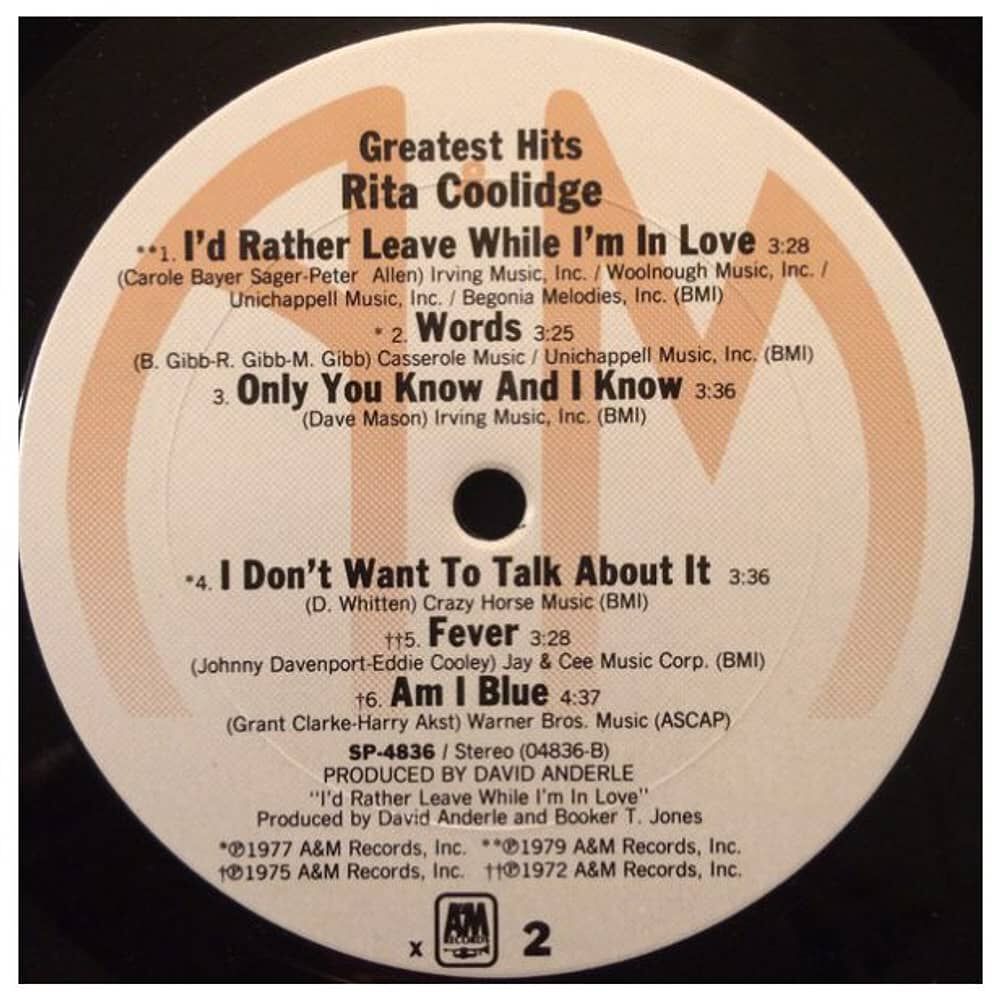 Greatest Hits
Rita Coolidge
**1. I'd Rather Leave While I'm In Love 3:28
(Carole Bayer Sager-Peter Allen) Irving Music, Inc. / Woolnough Music, Inc. /
Unichappell Music, Inc. / Begonia Melodies, Inc. (BMI)
* 2. Words 3:25
(B. Gibb-R. Gibb-M. Gibb) Casserole Music / Unichappell Music, Inc. (BMI)
3. Only You Know And I Know 3:36
(Dave Mason) Irving Music, Inc. (BMI)
*4. I Don't Want To Talk About It 3:36
(D. Whitten) Crazy Horse Music (BMI)
††5. Fever 3:28
(Johnny Davenport-Eddie Cooley) Jay & Cee Music Corp. (BMI)
†6. Am I Blue 4:37
(Grant Clarke-Harry Akst) Warner Bros. Music (ASCAP)
SP-4836 / Stereo (04836-B)
PRODUCED BY DAVID ANDERLE
"I'd Rather Leave While I'm In Love"
Produced by David Anderle and Booker T. Jones
*℗1977 A&M Records, Inc. **℗1979 A&M Records, Inc.
†℗1975 A&M Records, Inc. ††℗1972 A&M Records, Inc.
x A&M RECORDS 2